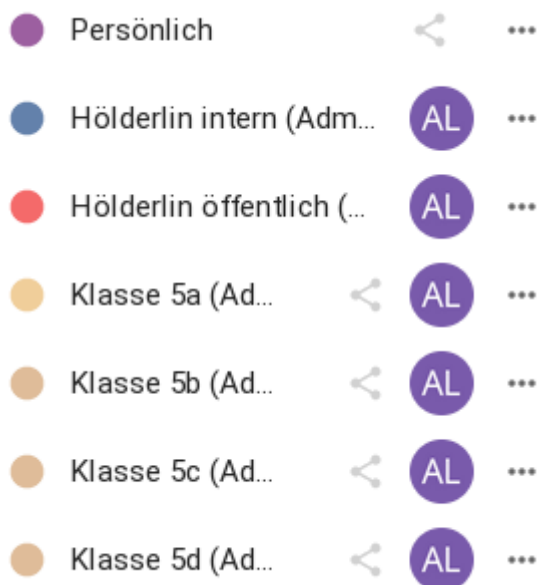 Persönlich
Hölderlin intern (Adm... AL
Hölderlin öffentlich (... AL
Klasse 5a (Ad... AL
Klasse 5b (Ad... AL
Klasse 5c (Ad... AL
Klasse 5d (Ad... AL